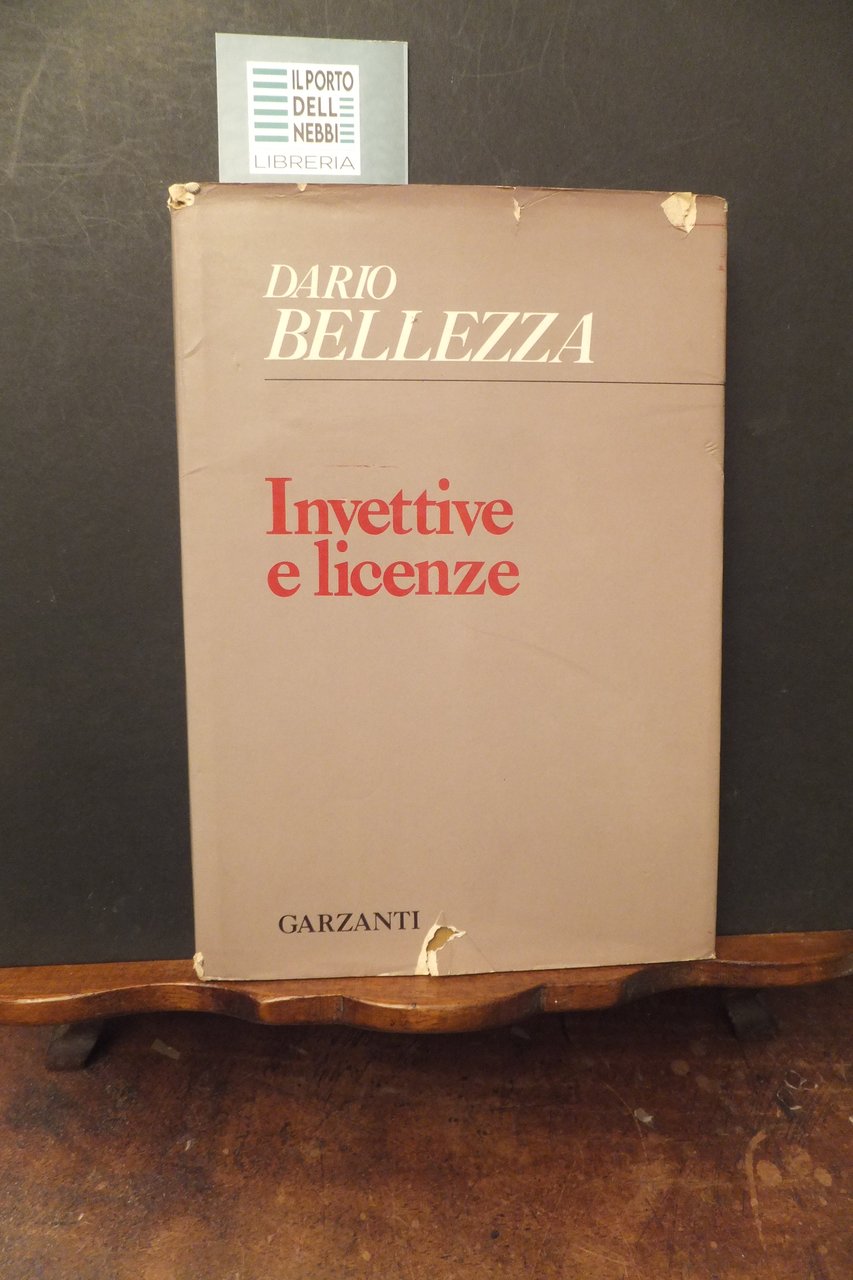 IL PORTO
DELL
NEBBI
LIBRERIA
DARIO
BELLEZZA
Invettive
e licenze
GARZANTI